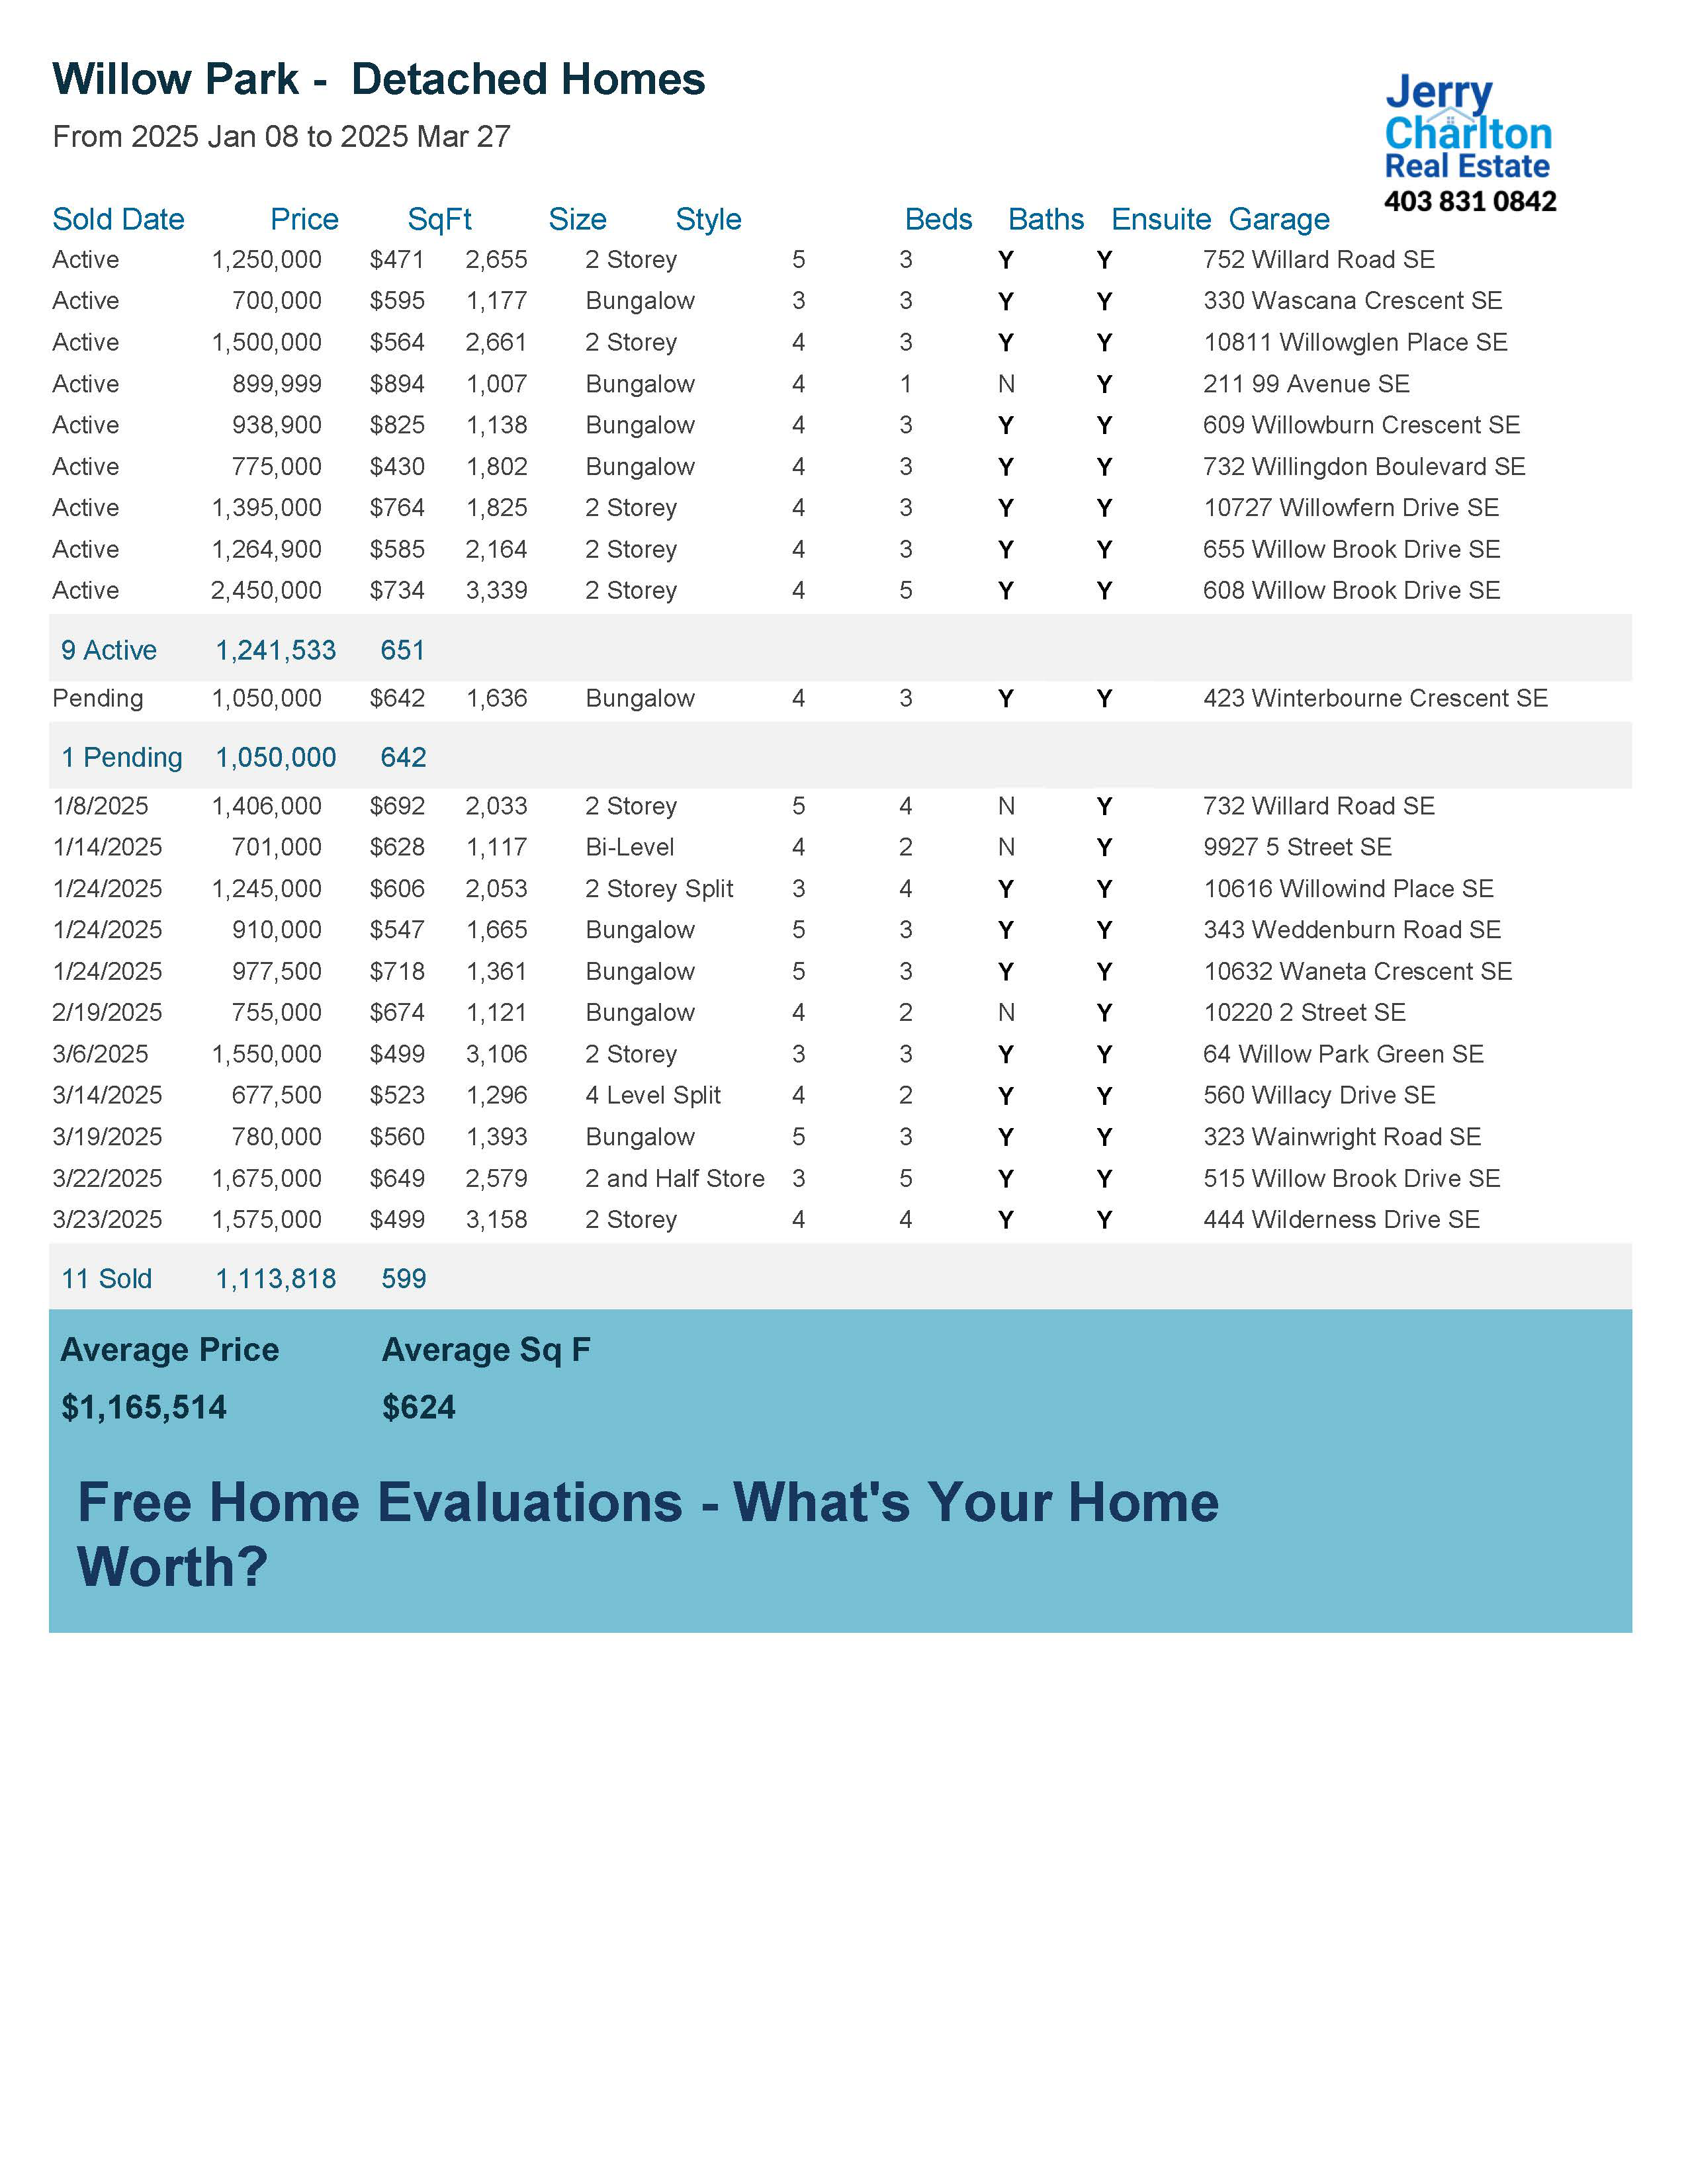 Willow Park -  Detached Homes
From 2025 Jan 08 to 2025 Mar 27
Jerry
Charlton
Real Estate
403 831 0842
Sold Date Price SqFt Size Style Beds Baths Ensuite Garage
Active 1,250,000 $471 2,655 2 Storey 5 3 Y Y 752 Willard Road SE
Active 700,000 $595 1,177 Bungalow 3 3 Y Y 330 Wascana Crescent SE
Active 1,500,000 $564 2,661 2 Storey 4 3 Y Y 10811 Willowglen Place SE
Active 899,999 $894 1,007 Bungalow 4 1 N Y 211 99 Avenue SE
Active 938,900 $825 1,138 Bungalow 4 3 Y Y 609 Willowburn Crescent SE
Active 775,000 $430 1,802 Bungalow 4 3 Y Y 732 Willingdon Boulevard SE
Active 1,395,000 $764 1,825 2 Storey 4 3 Y Y 10727 Willowfern Drive SE
Active 1,264,900 $585 2,164 2 Storey 4 3 Y Y 655 Willow Brook Drive SE
Active 2,450,000 $734 3,339 2 Storey 4 5 Y Y 608 Willow Brook Drive SE
9 Active 1,241,533 651
Pending 1,050,000 $642 1,636 Bungalow 4 3 Y Y 423 Winterbourne Crescent SE
1 Pending 1,050,000 642
1/8/2025 1,406,000 $692 2,033 2 Storey 5 4 N Y 732 Willard Road SE
1/14/2025 701,000 $628 1,117 Bi-Level 4 2 N Y 9927 5 Street SE
1/24/2025 1,245,000 $606 2,053 2 Storey Split 3 4 Y Y 10616 Willowind Place SE
1/24/2025 910,000 $547 1,665 Bungalow 5 3 Y Y 343 Weddenburn Road SE
1/24/2025 977,500 $718 1,361 Bungalow 5 3 Y Y 10632 Waneta Crescent SE
2/19/2025 755,000 $674 1,121 Bungalow 4 2 N Y 10220 2 Street SE
3/6/2025 1,550,000 $499 3,106 2 Storey 3 3 Y Y 64 Willow Park Green SE
3/14/2025 677,500 $523 1,296 4 Level Split 4 2 Y Y 560 Willacy Drive SE
3/19/2025 780,000 $560 1,393 Bungalow 5 3 Y Y 323 Wainwright Road SE
3/22/2025 1,675,000 $649 2,579 2 and Half Store 3 5 Y Y 515 Willow Brook Drive SE
3/23/2025 1,575,000 $499 3,158 2 Storey 4 4 Y Y 444 Wilderness Drive SE
11 Sold 1,113,818 599
Average Price Average Sq F
$1,165,514 $624
Free Home Evaluations - What's Your Home
Worth?